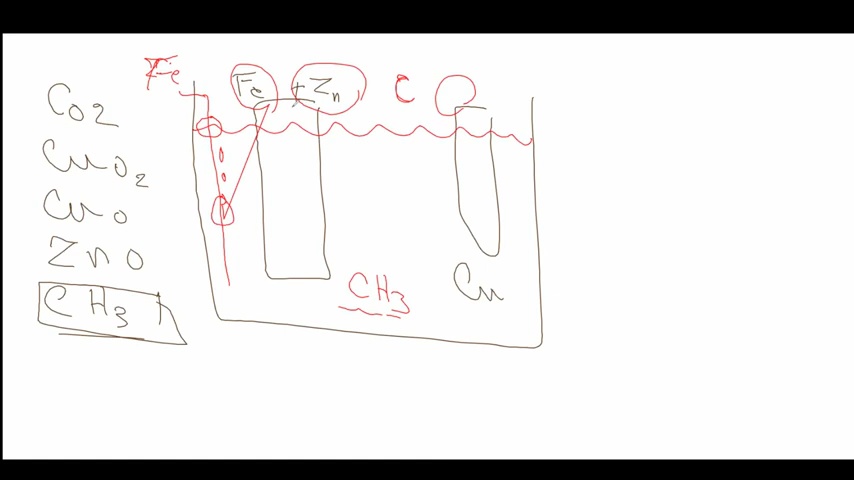 Fe
Fe + Zn
C
CO2
CuO2
CuO
ZnO
CH3
CH3
Cu